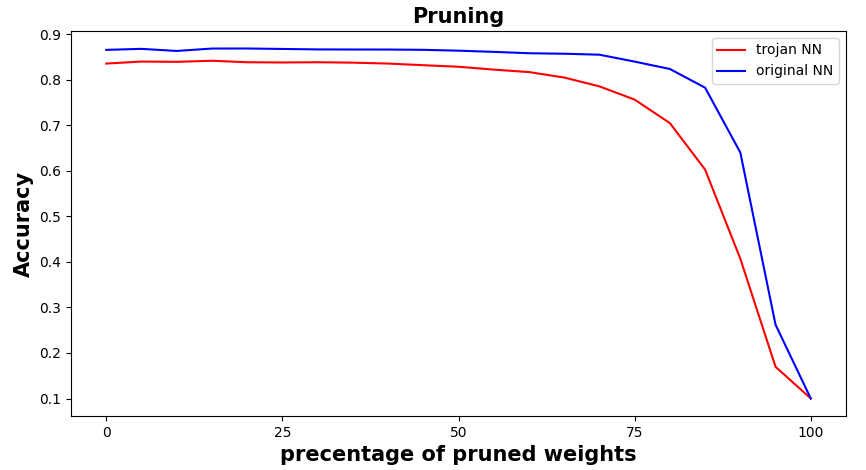 Pruning
trojan NN
original NN
0.9
0.8
0.7
0.6
0.5
0.4
0.3
0.2
0.1
Accuracy
0 25 50 75 100
precentage of pruned weights